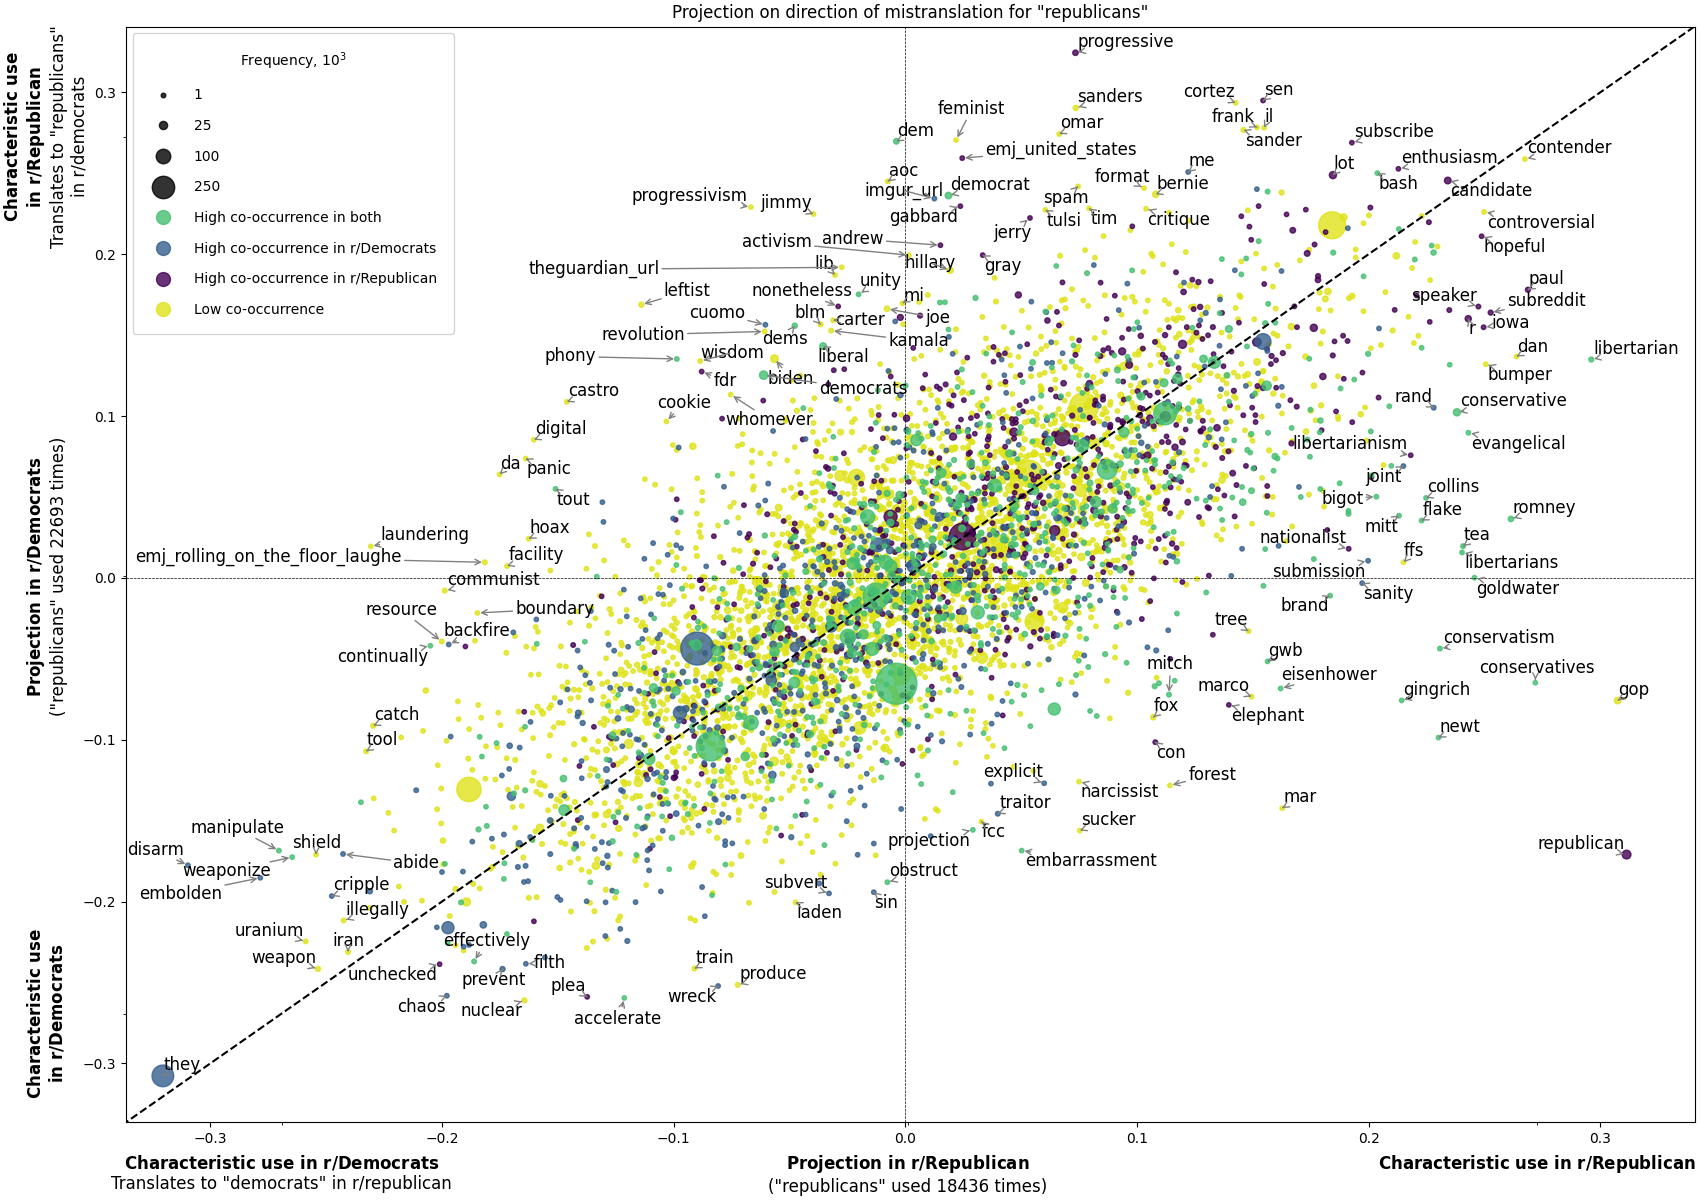 Projection on direction of mistranslation for "republicans"
Characteristic use
in r/Republican
Translates to "republicans"
in r/democrats
Projection in r/Democrats
("republicans" used 22693 times)
Characteristic use
in r/Democrats
Frequency, 10^3
1
25
100
250
High co-occurrence in both
High co-occurrence in r/Democrats
High co-occurrence in r/Republican
Low co-occurrence
0.3
0.2
0.1
0.0
−0.1
−0.2
−0.3
progressive
sanders
cortez
sen
feminist
omar
frank
il
dem
sander
subscribe
emj_united_states
contender
aoc
me
lot
enthusiasm
imgur_url
democrat
format
bernie
bash
candidate
progressivism
jimmy
gabbard
spam
tulsi
tim
critique
controversial
activism
andrew
jerry
hopeful
theguardian_url
lib
hillary
gray
leftist
nonetheless
unity
mi
paul
speaker
subreddit
cuomo
blm
carter
joe
r
iowa
revolution
dems
kamala
phony
wisdom
liberal
dan
libertarian
fdr
biden
democrats
bumper
castro
cookie
whomever
rand
conservative
digital
libertarianism
evangelical
da
panic
joint
tout
bigot
collins
laundering
hoax
mitt
flake
romney
emj_rolling_on_the_floor_laughe
facility
nationalist
ffs
tea
communist
submission
libertarians
resource
boundary
brand
sanity
goldwater
backfire
tree
continually
gwb
conservatism
mitch
eisenhower
conservatives
catch
marco
gingrich
gop
tool
fox
elephant
newt
con
explicit
narcissist
forest
traitor
mar
manipulate
shield
projection
fcc
sucker
disarm
weaponize
abide
embarrassment
republican
embolden
cripple
subvert
obstruct
illegally
laden
sin
uranium
iran
effectively
weapon
unchecked
prevent
filth
train
produce
chaos
nuclear
plea
wreck
accelerate
they
−0.3
−0.2
−0.1
0.0
0.1
0.2
0.3
Characteristic use in r/Democrats
Translates to "democrats" in r/republican
Projection in r/Republican
("republicans" used 18436 times)
Characteristic use in r/Republican